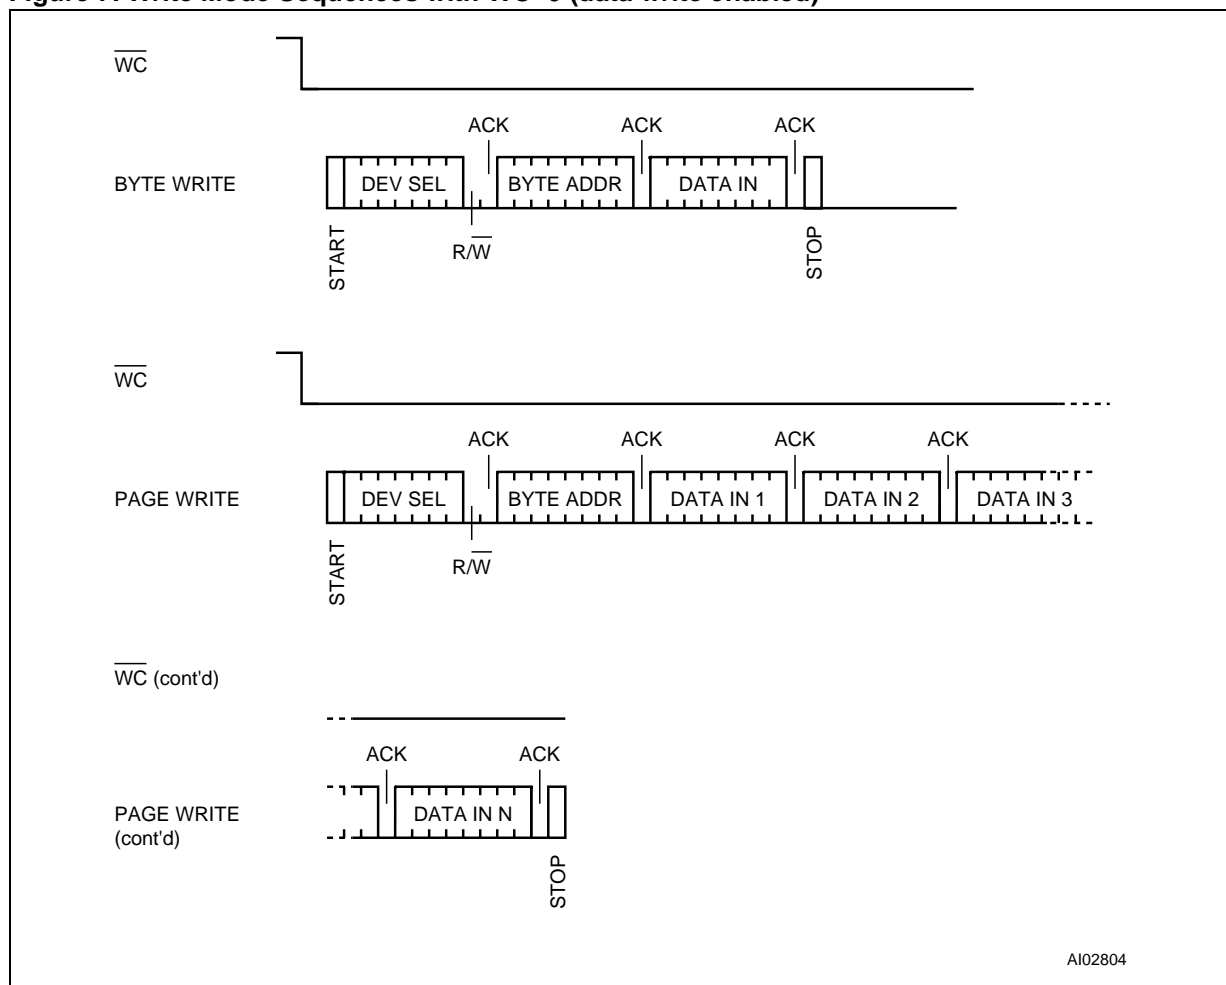 WC
ACK ACK ACK
BYTE WRITE DEV SEL BYTE ADDR DATA IN
START R/W STOP
WC
ACK ACK ACK ACK
PAGE WRITE DEV SEL BYTE ADDR DATA IN 1 DATA IN 2 DATA IN 3
START R/W
WC (cont'd)
ACK ACK
PAGE WRITE DATA IN N
(cont'd)
STOP
AI02804